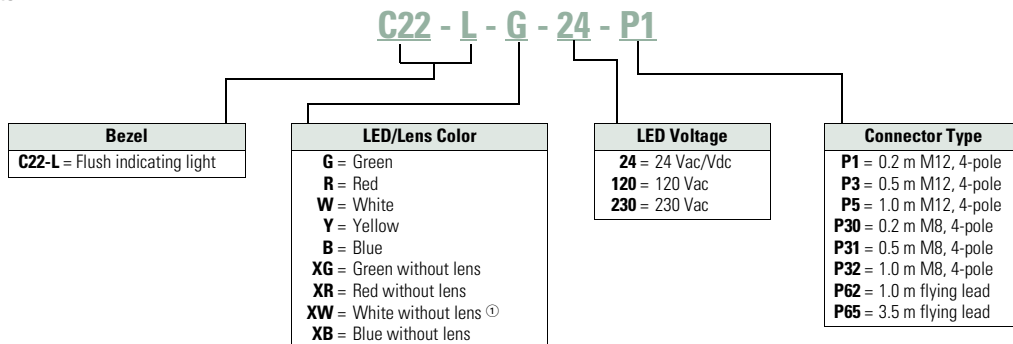 C22 - L - G - 24 - P1
Bezel
C22-L = Flush indicating light
LED/Lens Color
G = Green
R = Red
W = White
Y = Yellow
B = Blue
XG = Green without lens
XR = Red without lens
XW = White without lens ①
XB = Blue without lens
LED Voltage
24 = 24 Vac/Vdc
120 = 120 Vac
230 = 230 Vac
Connector Type
P1 = 0.2 m M12, 4-pole
P3 = 0.5 m M12, 4-pole
P5 = 1.0 m M12, 4-pole
P30 = 0.2 m M8, 4-pole
P31 = 0.5 m M8, 4-pole
P32 = 1.0 m M8, 4-pole
P62 = 1.0 m flying lead
P65 = 3.5 m flying lead